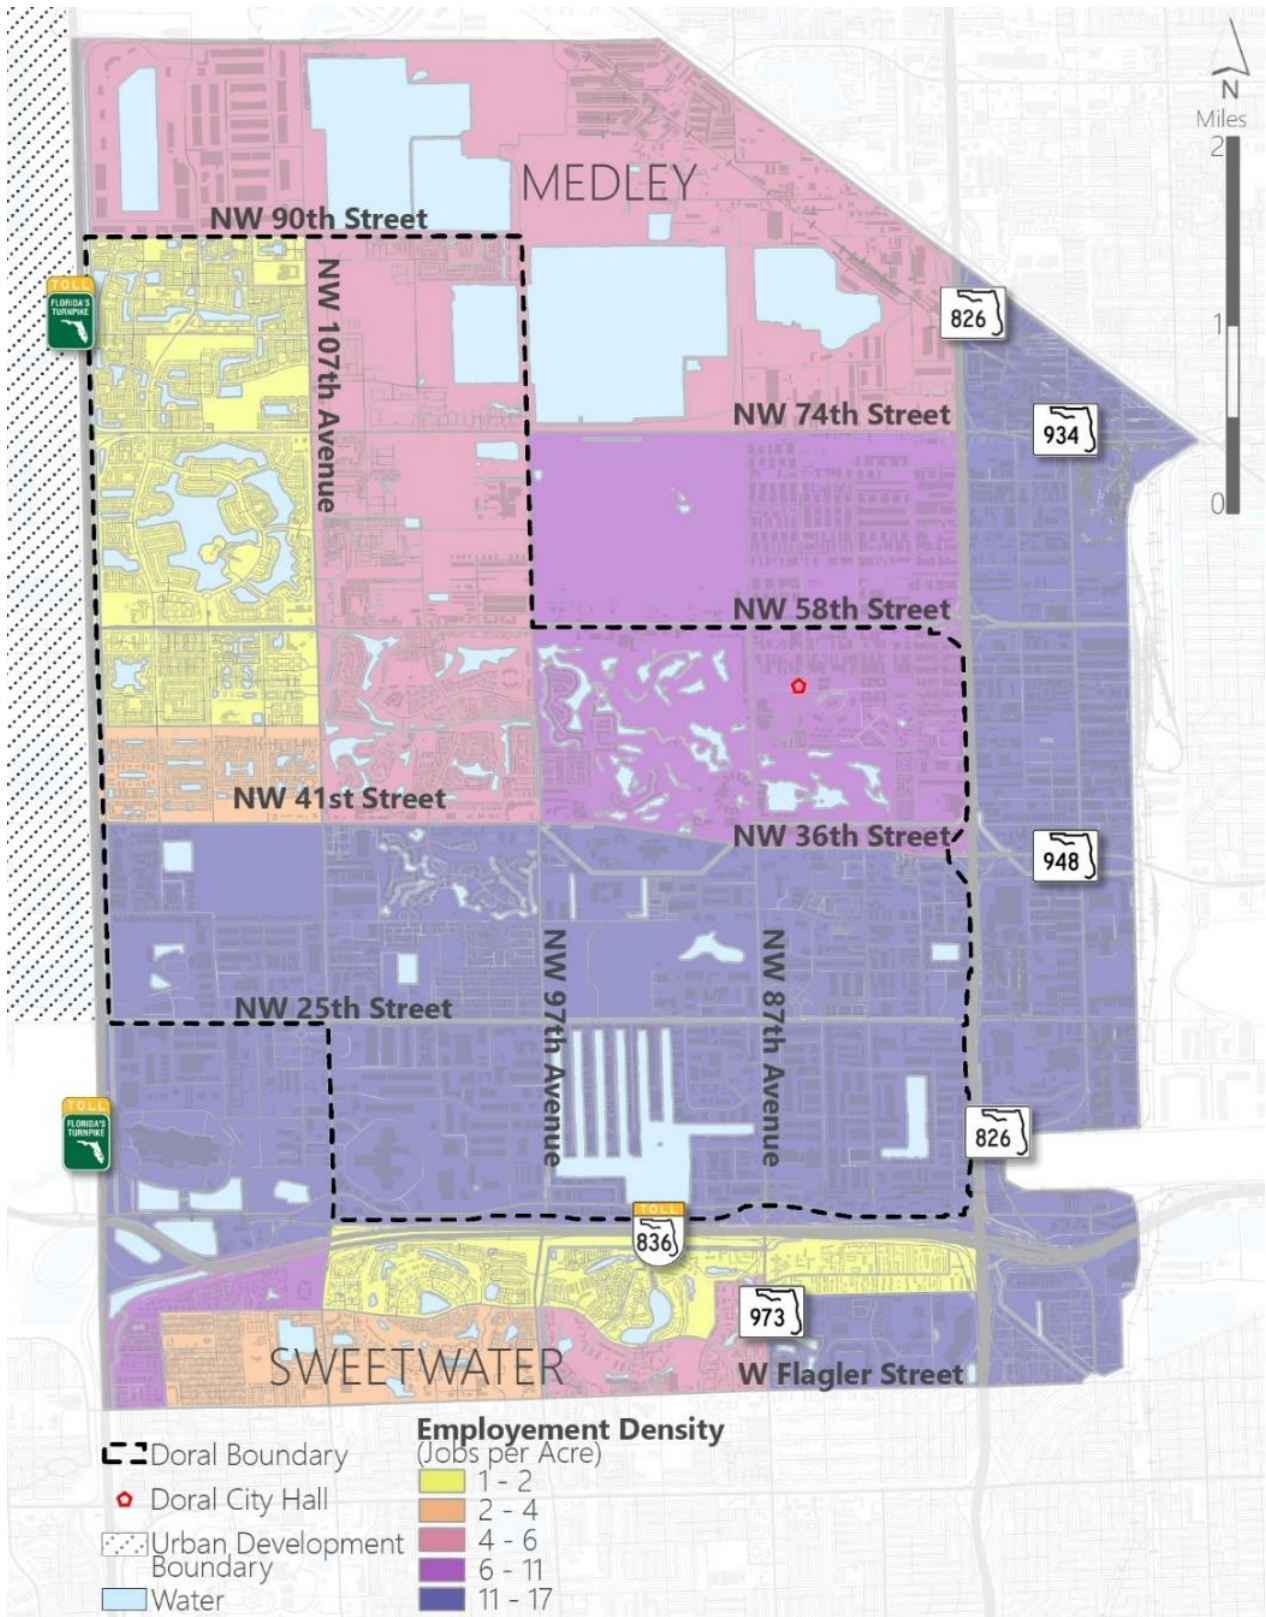 N
Miles
2
MEDLEY
NW 90th Street
TOLL
FLORIDA'S
TURNPIKE
NW 107th Avenue
826
1
NW 74th Street
934
0
NW 58th Street
NW 41st Street
NW 36th Street
948
NW 97th Avenue
NW 87th Avenue
NW 25th Street
TOLL
FLORIDA'S
TURNPIKE
826
TOLL
836
973
SWEETWATER
W Flagler Street
Employement Density
(Jobs per Acre)
Doral Boundary
1 - 2
Doral City Hall
2 - 4
Urban Development
Boundary
4 - 6
6 - 11
Water
11 - 17